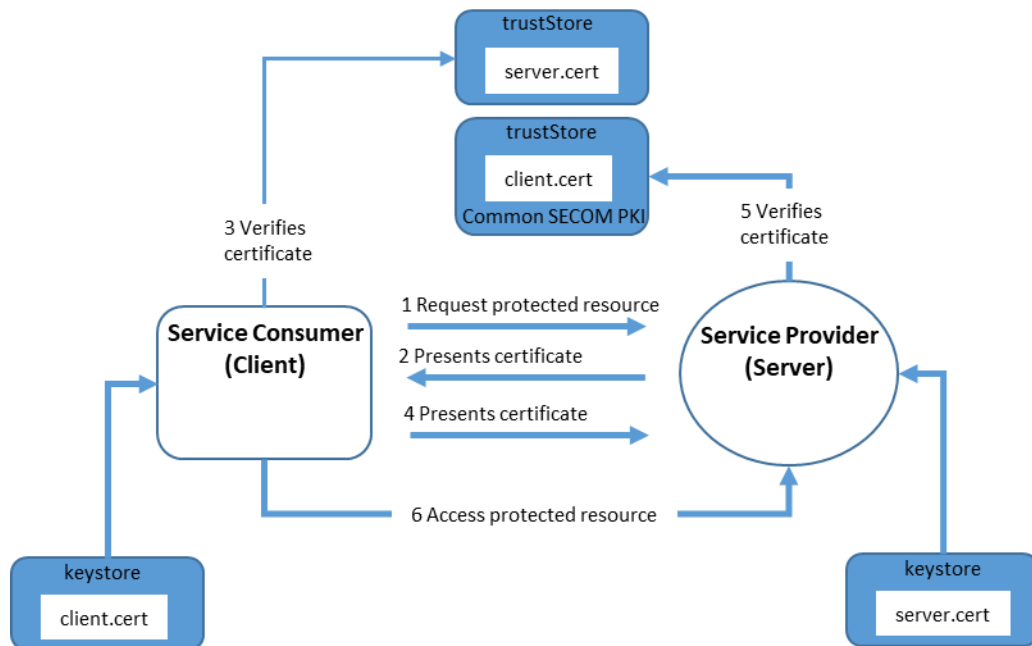 trustStore
server.cert
trustStore
client.cert
Common SECOM PKI
3 Verifies
certificate
5 Verifies
certificate
1 Request protected resource
Service Consumer
(Client)
2 Presents certificate
Service Provider
(Server)
4 Presents certificate
6 Access protected resource
keystore
client.cert
keystore
server.cert